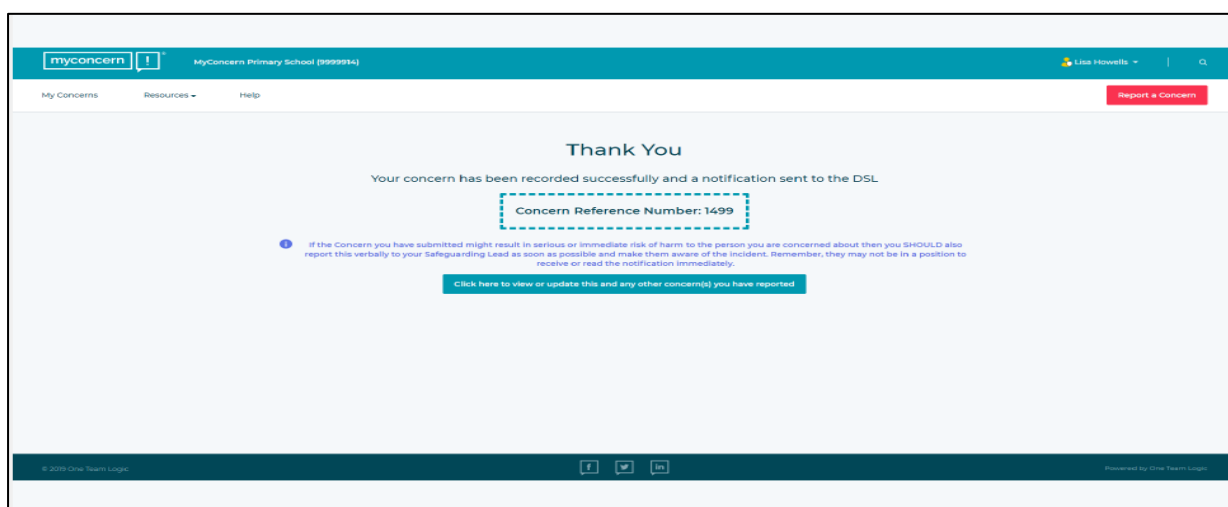 myconcern ! MyConcern Primary School (9999914) Lisa Howells
My Concerns Resources Help Report a Concern
Thank You
Your concern has been recorded successfully and a notification sent to the DSL
Concern Reference Number: 1499
If the Concern you have submitted might result in serious or immediate risk of harm to the person you are concerned about then you SHOULD also
report this verbally to your Safeguarding Lead as soon as possible and make them aware of the incident. Remember, they may not be in a position to
receive or read the notification immediately.
Click here to view or update this and any other concern(s) you have reported
© 2019 One Team Logic f in Powered by One Team Logic